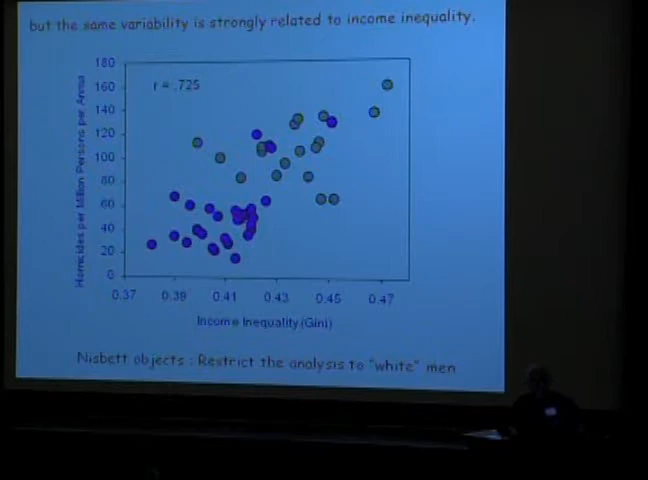 but the same variability is strongly related to income inequality.
Homicides per Million Persons per Annum
180
160
140
120
100
80
60
40
20
0
r = .725
0.37 0.39 0.41 0.43 0.45 0.47
Income Inequality (Gini)
Nisbett objects : Restrict the analysis to "white" men